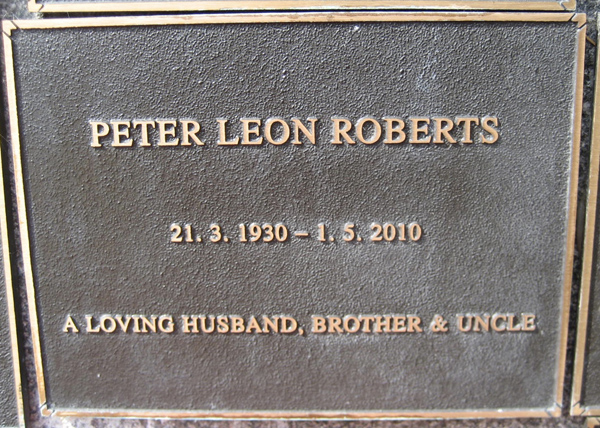 PETER LEON ROBERTS
21. 3. 1930 – 1. 5. 2010
A LOVING HUSBAND, BROTHER & UNCLE